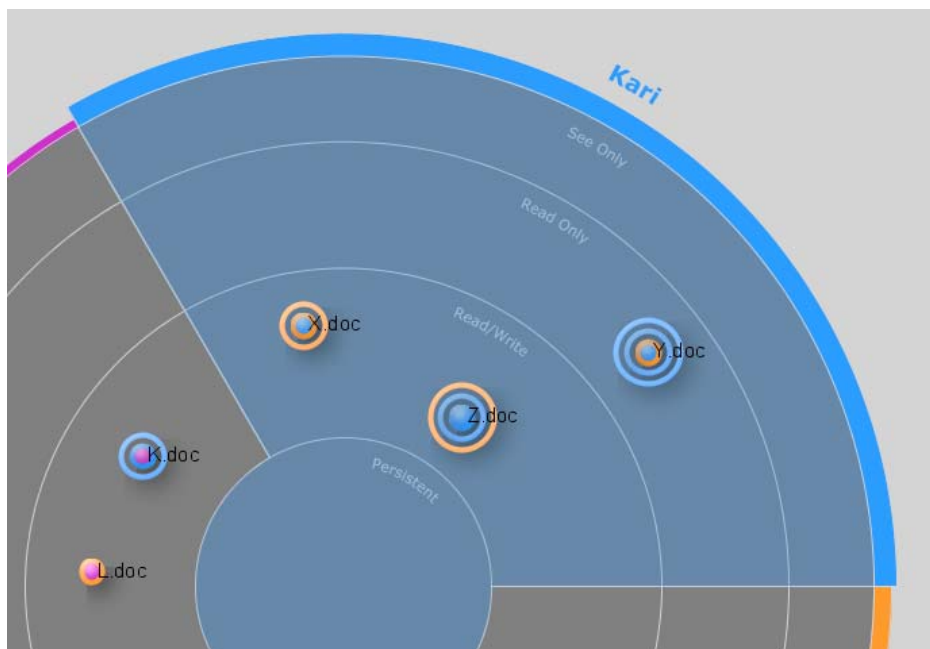 Kari
See Only
Read Only
X.doc
Read/Write
Y.doc
Z.doc
K.doc
Persistent
L.doc